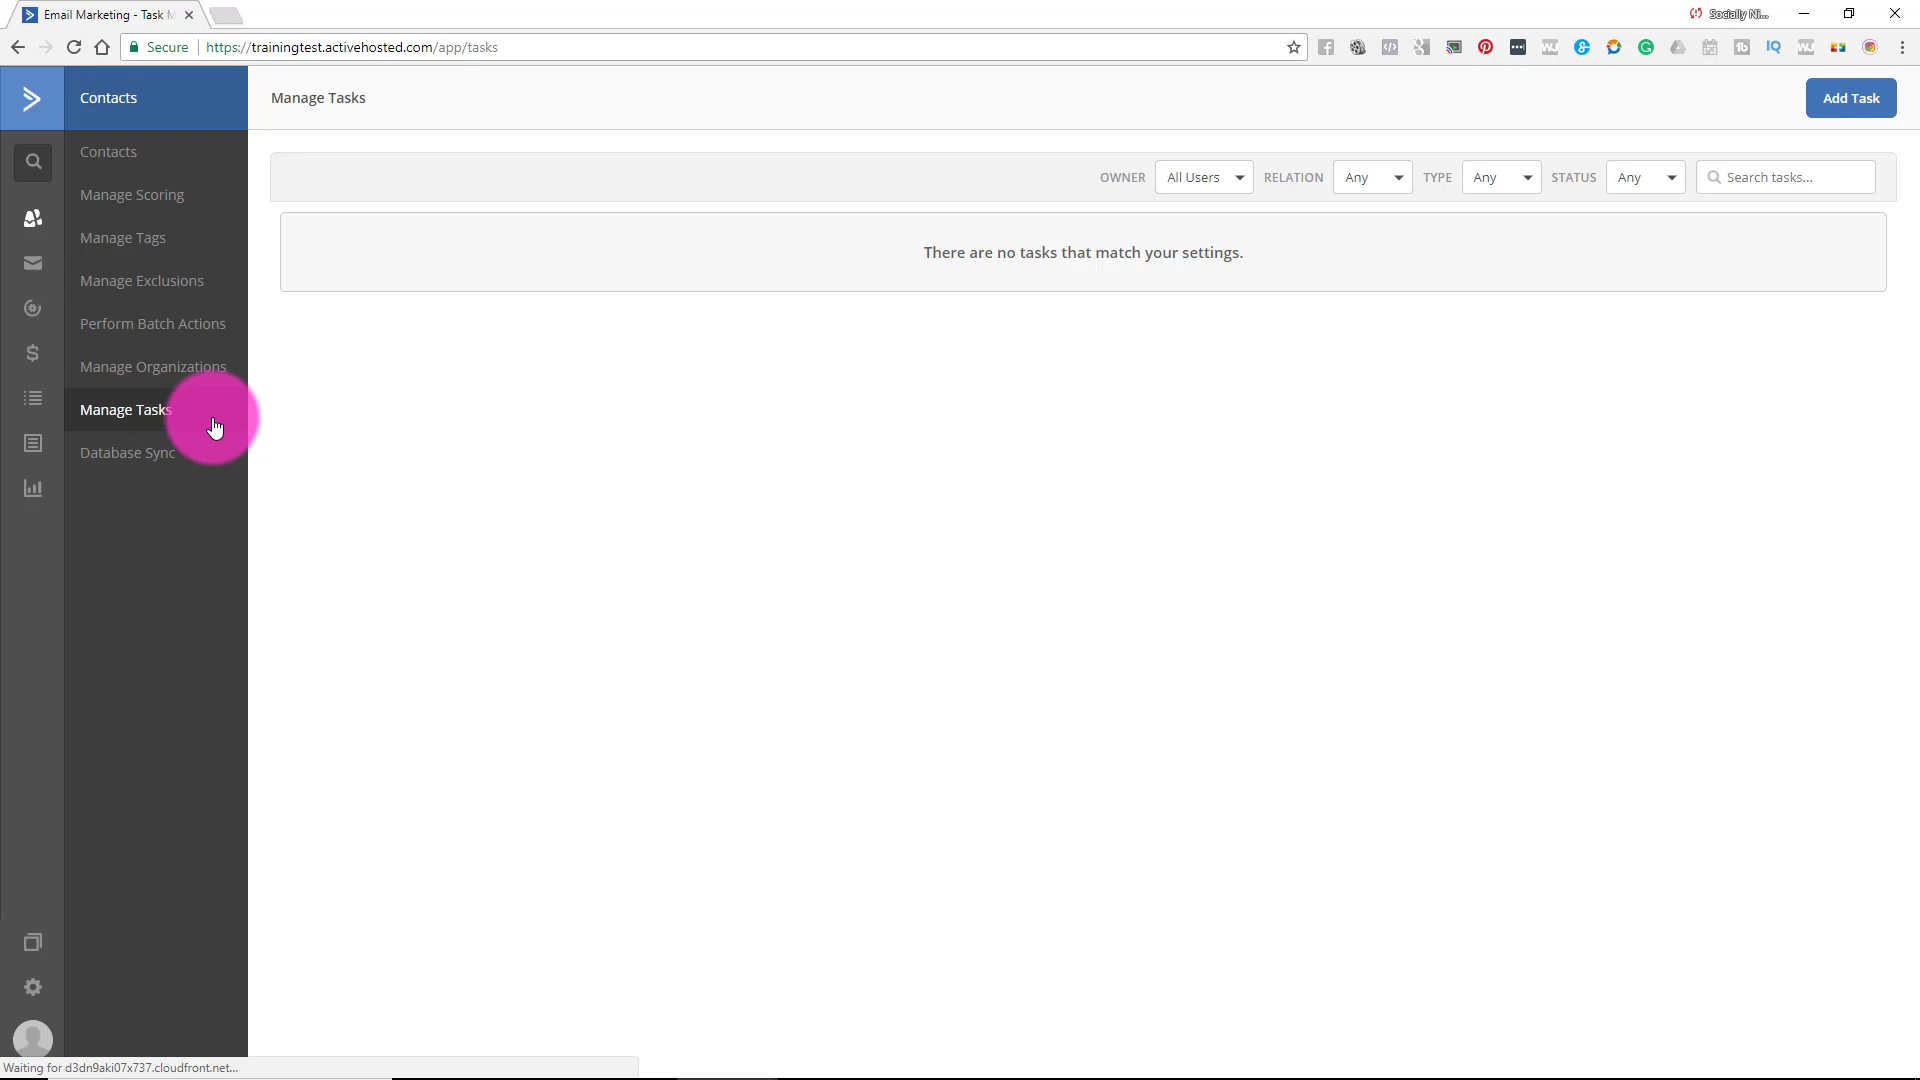 Email Marketing - Task M
Socially Ni...
Secure
https://trainingtest.activehosted.com/app/tasks
Contacts
Manage Tasks
Add Task
Contacts
Manage Scoring
Manage Tags
Manage Exclusions
Perform Batch Actions
Manage Organizations
Manage Tasks
Database Sync
OWNER All Users RELATION Any TYPE Any STATUS Any Search tasks...
There are no tasks that match your settings.
Waiting for d3dn9aki07x737.cloudfront.net...